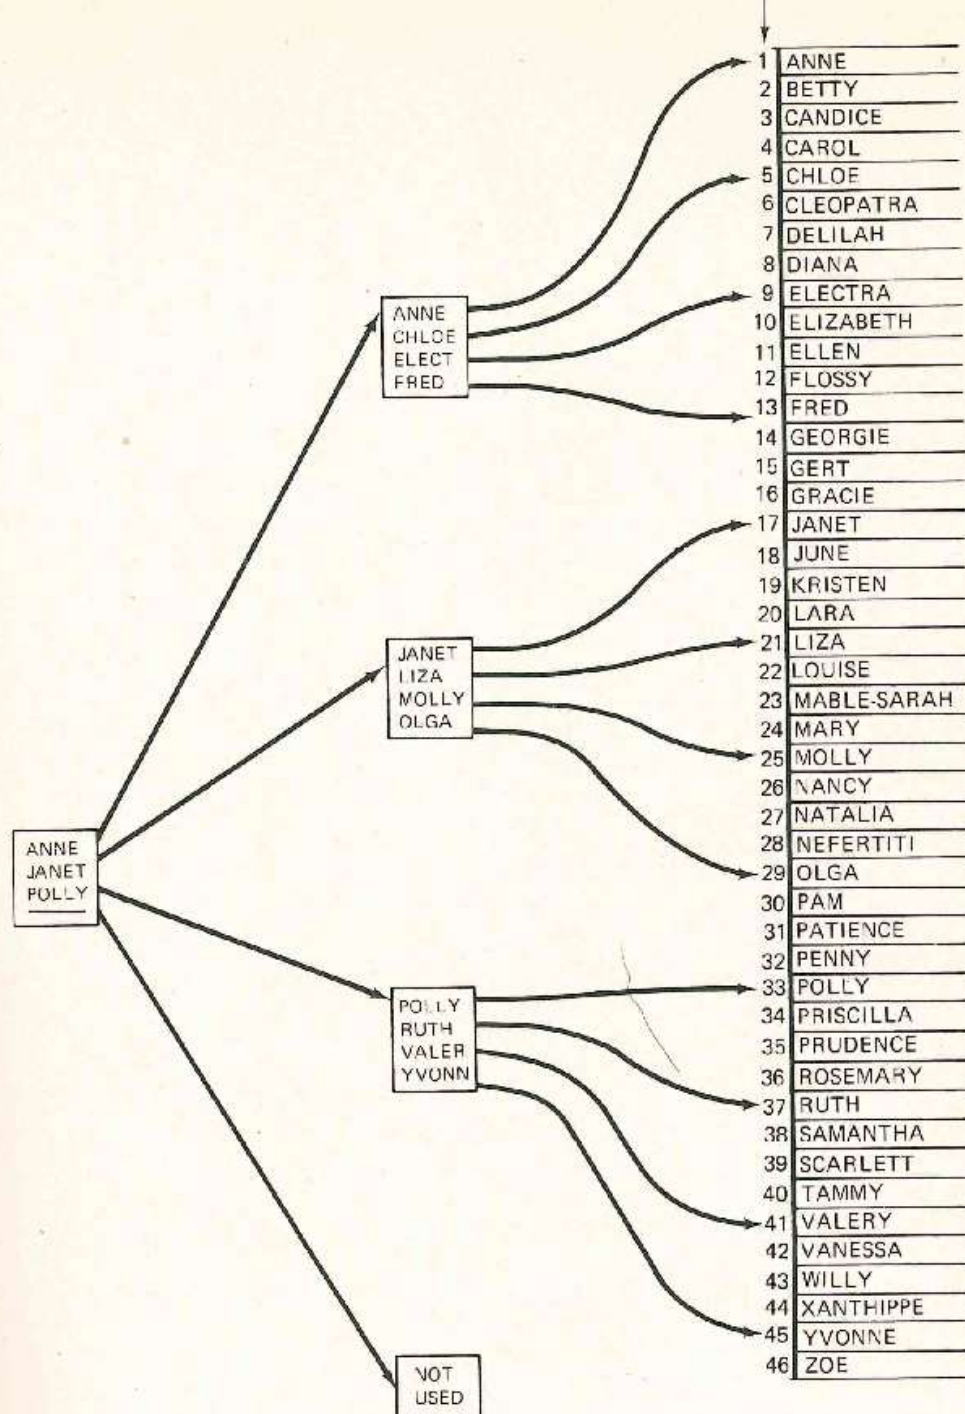 ANNE
JANET
POLLY
ANNE
CHLOE
ELECT
FRED
JANET
LIZA
MOLLY
OLGA
POLLY
RUTH
VALER
YVONN
NOT
USED
1 ANNE
2 BETTY
3 CANDICE
4 CAROL
5 CHLOE
6 CLEOPATRA
7 DELILAH
8 DIANA
9 ELECTRA
10 ELIZABETH
11 ELLEN
12 FLOSSY
13 FRED
14 GEORGIE
15 GERT
16 GRACIE
17 JANET
18 JUNE
19 KRISTEN
20 LARA
21 LIZA
22 LOUISE
23 MABLE-SARAH
24 MARY
25 MOLLY
26 NANCY
27 NATALIA
28 NEFERTITI
29 OLGA
30 PAM
31 PATIENCE
32 PENNY
33 POLLY
34 PRISCILLA
35 PRUDENCE
36 ROSEMARY
37 RUTH
38 SAMANTHA
39 SCARLETT
40 TAMMY
41 VALERY
42 VANESSA
43 WILLY
44 XANTHIPPE
45 YVONNE
46 ZOE